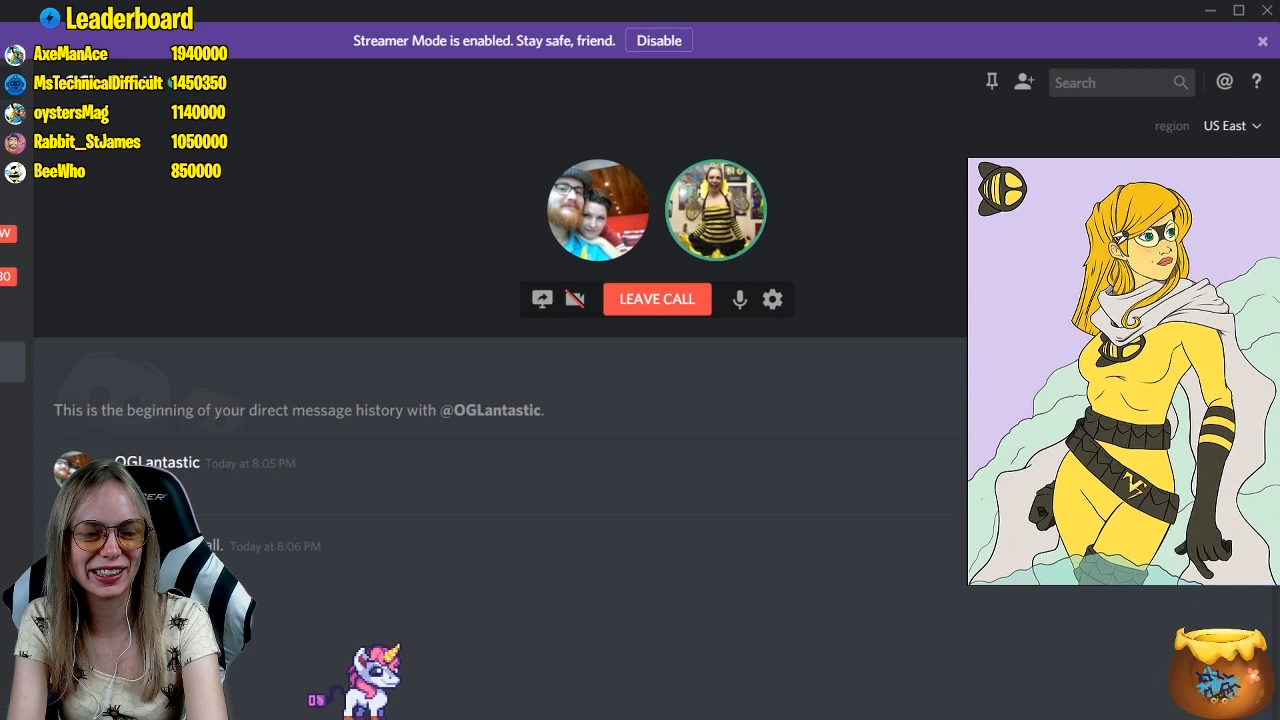 Leaderboard
AxeManAce 1940000
MsTechnicalDifficult 1450350
oystersMag 1140000
Rabbit_StJames 1050000
BeeWho 850000
Streamer Mode is enabled. Stay safe, friend. Disable
Search
region US East
W
30
LEAVE CALL
This is the beginning of your direct message history with @OGLantastic.
OGLantastic Today at 8:05 PM
all. Today at 8:06 PM